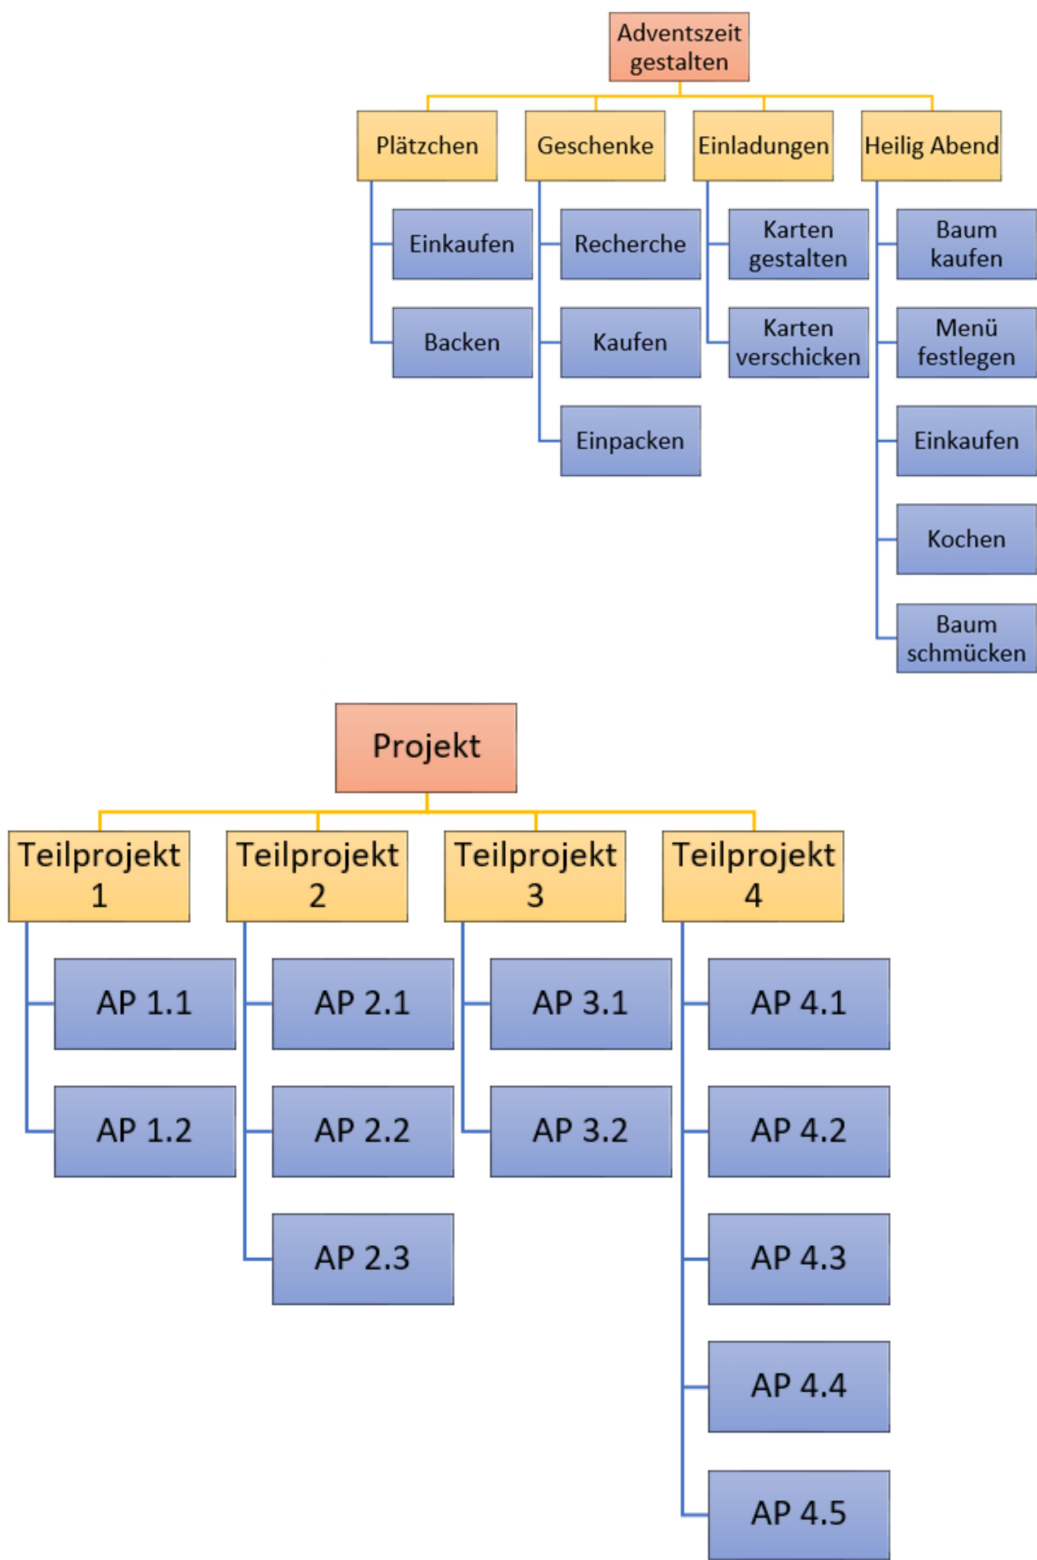 Adventszeit
gestalten
Plätzchen
Geschenke
Einladungen
Heilig Abend
Einkaufen
Recherche
Karten
gestalten
Baum
kaufen
Backen
Kaufen
Karten
verschicken
Menü
festlegen
Einpacken
Einkaufen
Kochen
Baum
schmücken
Projekt
Teilprojekt
1
Teilprojekt
2
Teilprojekt
3
Teilprojekt
4
AP 1.1
AP 2.1
AP 3.1
AP 4.1
AP 1.2
AP 2.2
AP 3.2
AP 4.2
AP 2.3
AP 4.3
AP 4.4
AP 4.5